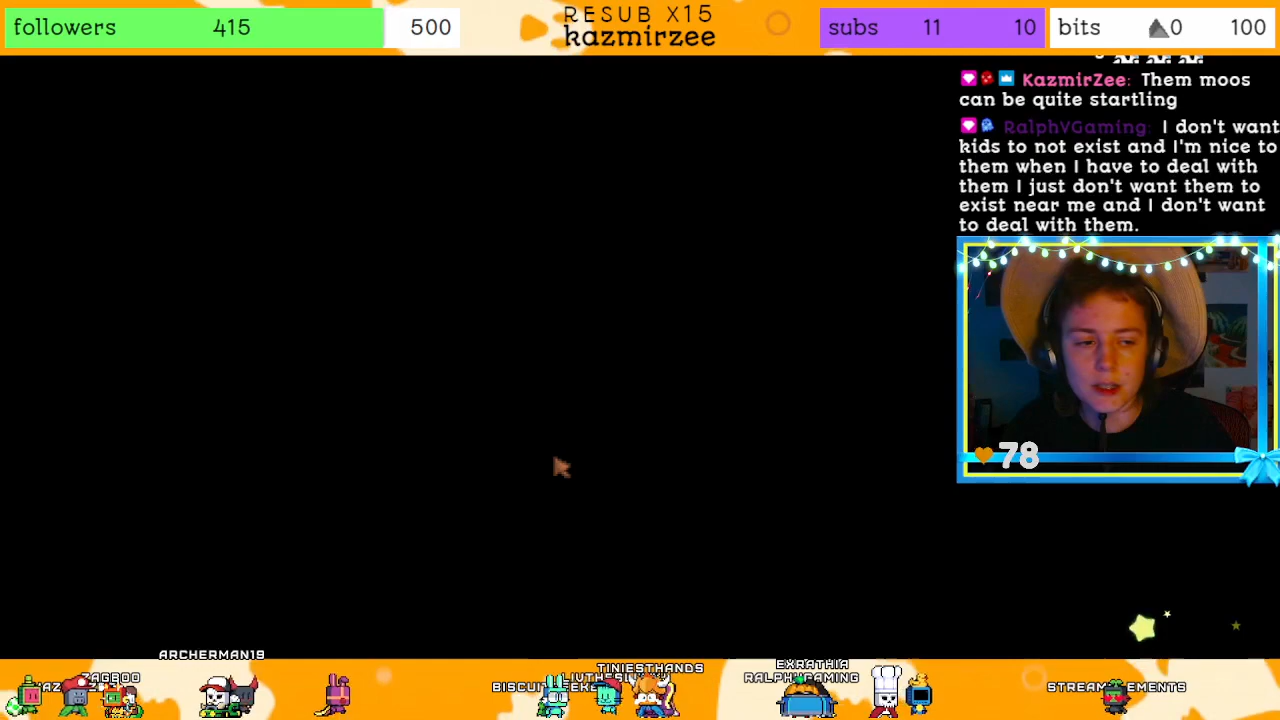 followers 415 500
RESUB X15
kazmirzee
subs 11 10
bits 0 100
KazmirZee: Them moos
can be quite startling
RalphVGaming: I don't want
kids to not exist and I'm nice to
them when I have to deal with
them I just don't want them to
exist near me and I don't want
to deal with them.
78
ARCHERMAN19
TINIESTHANDS
EXRATHIA
ZAGBOO
RALPHVGAMING